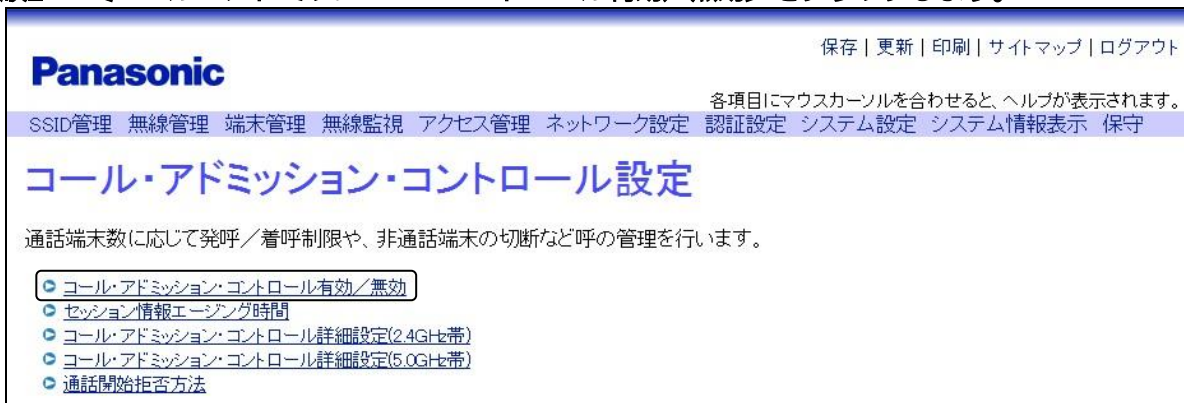 保存 | 更新 | 印刷 | サイトマップ | ログアウト
Panasonic
各項目にマウスカーソルを合わせると、ヘルプが表示されます。
SSID管理 無線管理 端末管理 無線監視 アクセス管理 ネットワーク設定 認証設定 システム設定 システム情報表示 保守
コール・アドミッション・コントロール設定
通話端末数に応じて発呼／着呼制限や、非通話端末の切断など呼の管理を行います。
コール・アドミッション・コントロール有効／無効
セッション情報エージング時間
コール・アドミッション・コントロール詳細設定(2.4GHz帯)
コール・アドミッション・コントロール詳細設定(5.0GHz帯)
通話開始拒否方法